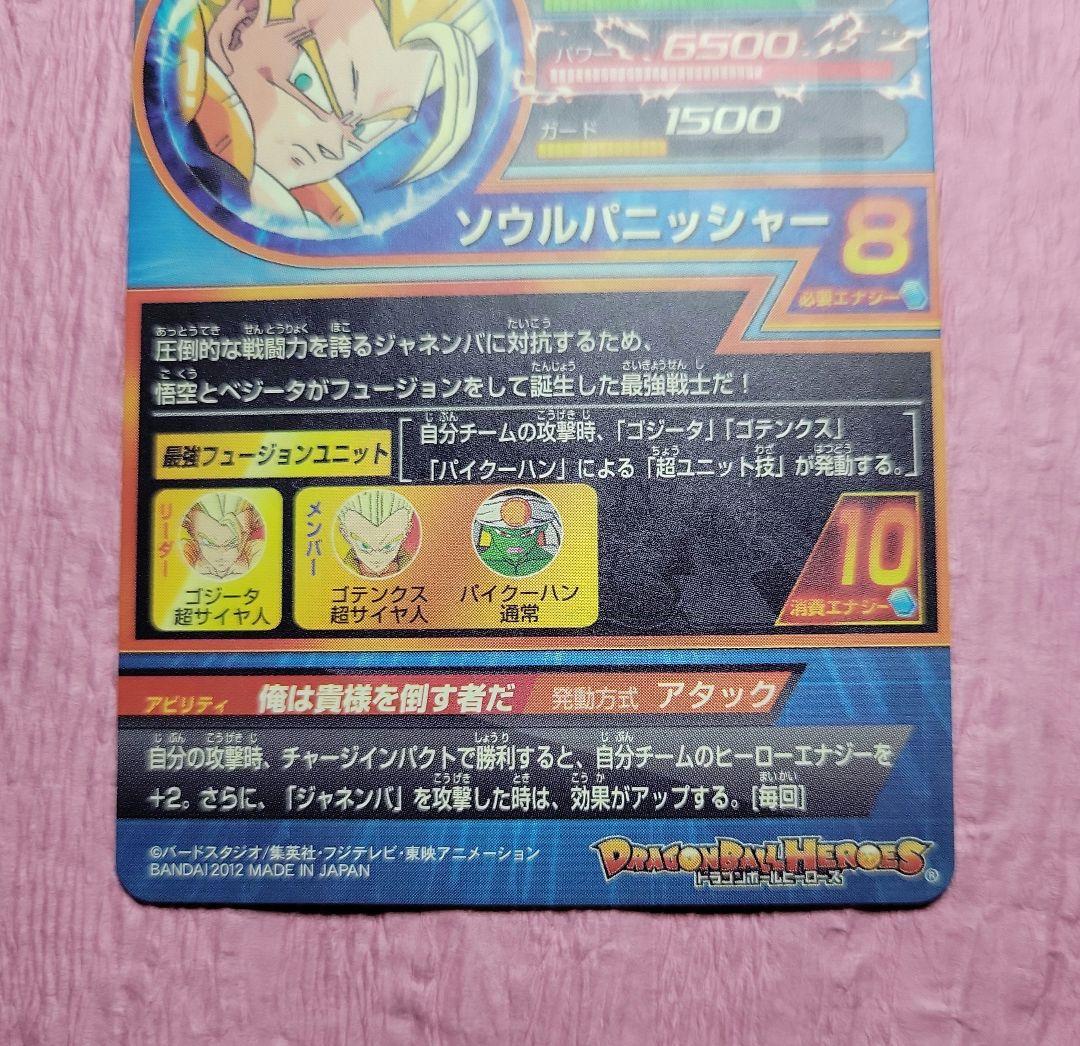 パワー 6500
ガード 1500
ソウルパニッシャー 8
必要エナジー
圧倒的な戦闘力を誇るジャネンバに対抗するため、
悟空とベジータがフュージョンをして誕生した最強戦士だ!
最強フュージョンユニット
自分チームの攻撃時、「ゴジータ」「ゴテンクス」
「パイクーハン」による「超ユニット技」が発動する。
リーダー
ゴジータ
超サイヤ人
メンバー
ゴテンクス
超サイヤ人
パイクーハン
通常
10
消費エナジー
アビリティ 俺は貴様を倒す者だ 発動方式 アタック
自分の攻撃時、チャージインパクトで勝利すると、自分チームのヒーローエナジーを
+2。さらに、「ジャネンバ」を攻撃した時は、効果がアップする。[毎回]
©バードスタジオ/集英社・フジテレビ・東映アニメーション
BANDAI 2012 MADE IN JAPAN
DRAGONBALL HEROES
ドラゴンボールヒーローズ®